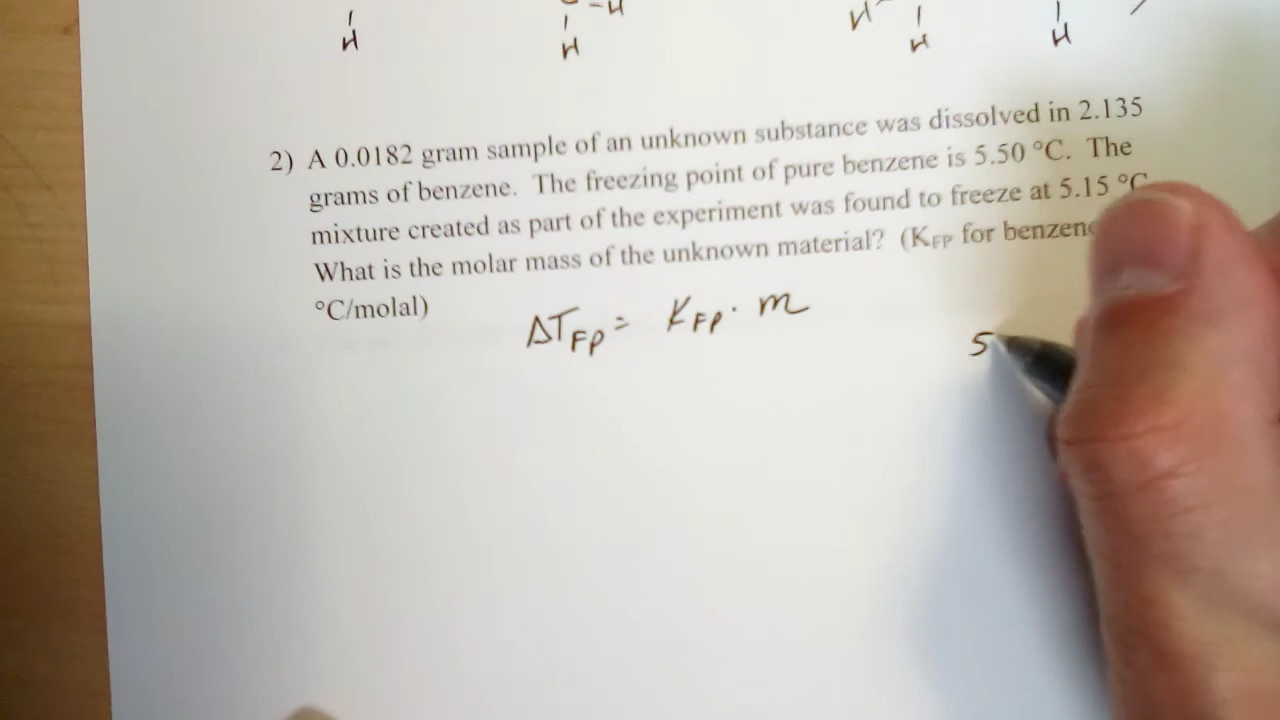 H
-H
H
H
H
H
2) A 0.0182 gram sample of an unknown substance was dissolved in 2.135
grams of benzene. The freezing point of pure benzene is 5.50 °C. The
mixture created as part of the experiment was found to freeze at 5.15 °C
What is the molar mass of the unknown material? (KFP for benzene
°C/molal)
ΔTFP = KFP · m
5